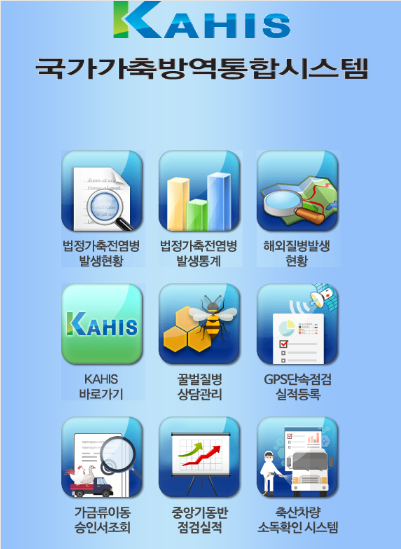 KAHIS
국가가축방역통합시스템
법정가축전염병
발생현황
법정가축전염병
발생통계
해외질병발생
현황
KAHIS
KAHIS
바로가기
꿀벌질병
상담관리
GPS단속점검
실적등록
가금류이동
승인서조회
중앙기동반
점검실적
축산차량
소독확인 시스템